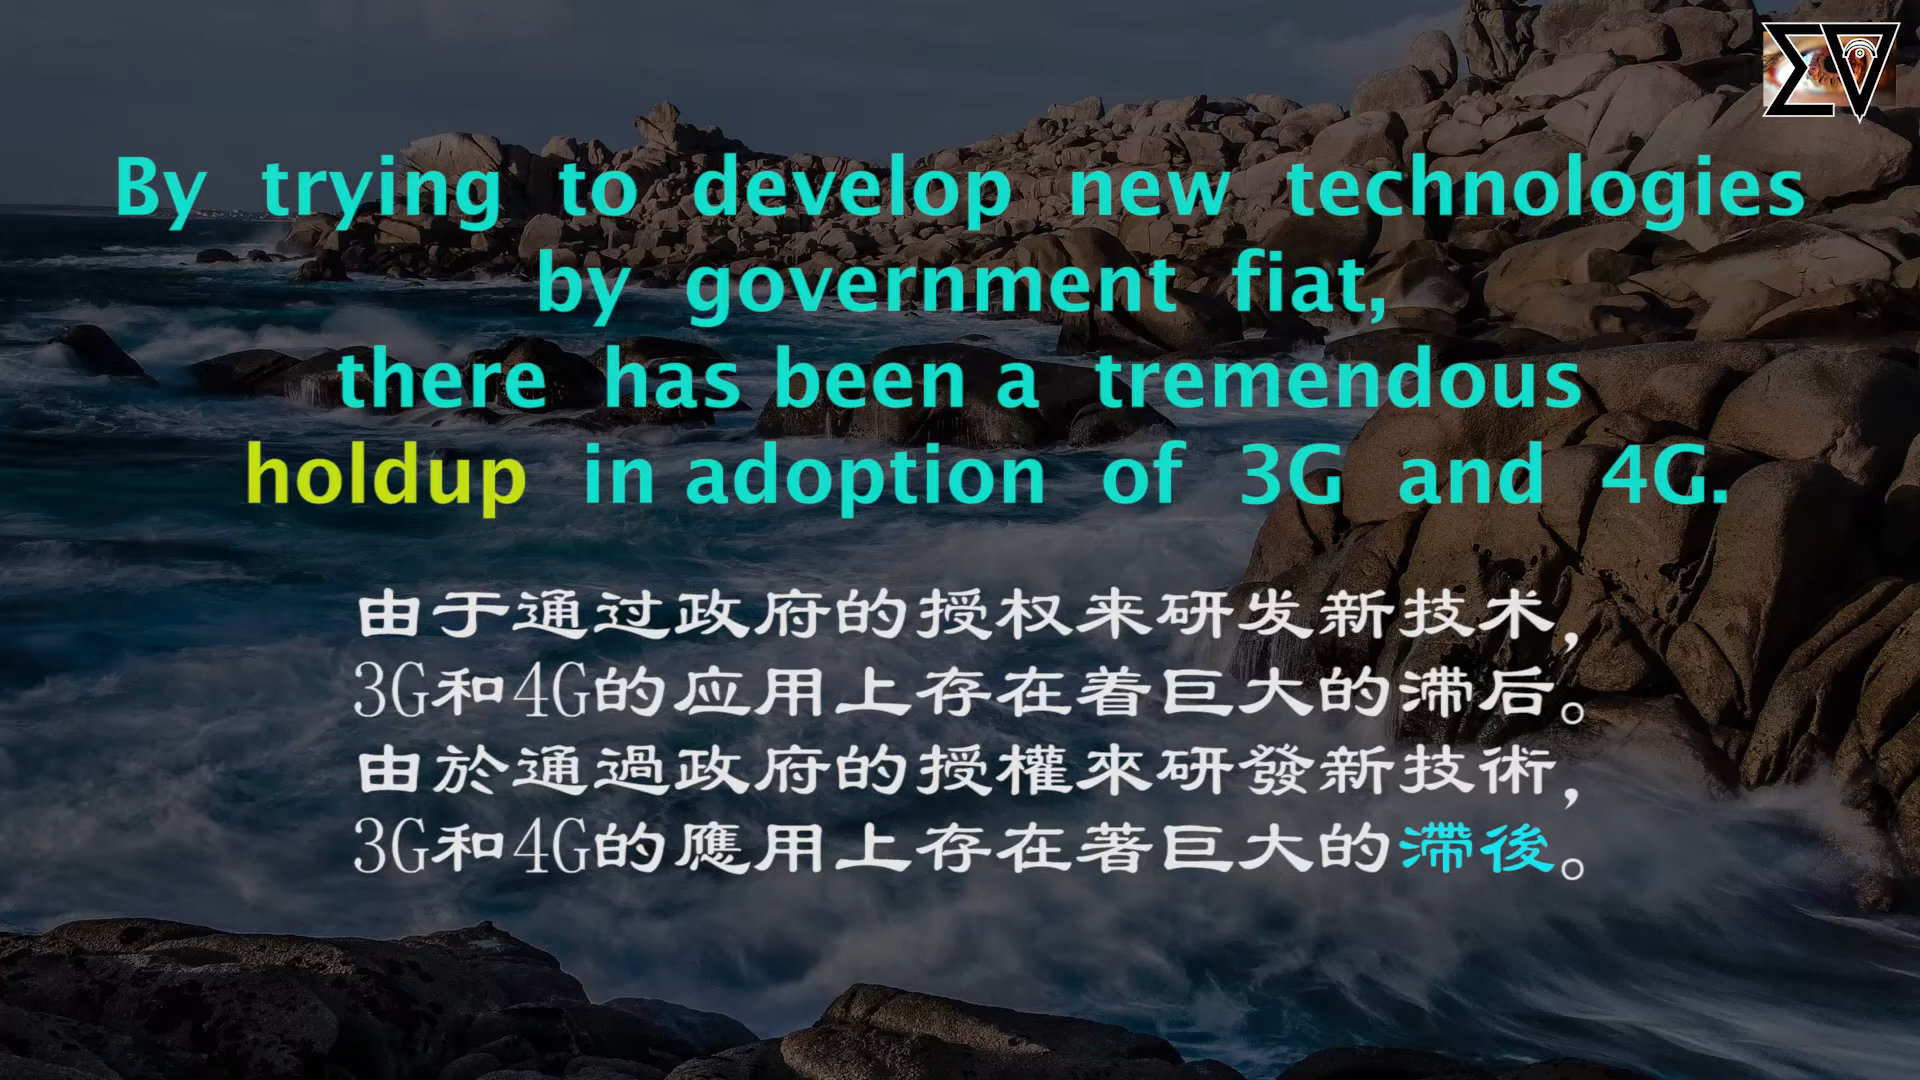 By trying to develop new technologies
by government fiat,
there has been a tremendous
holdup in adoption of 3G and 4G.
由于通过政府的授权来研发新技术,
3G和4G的应用上存在着巨大的滞后。
由於通過政府的授權來研發新技術,
3G和4G的應用上存在著巨大的滯後。